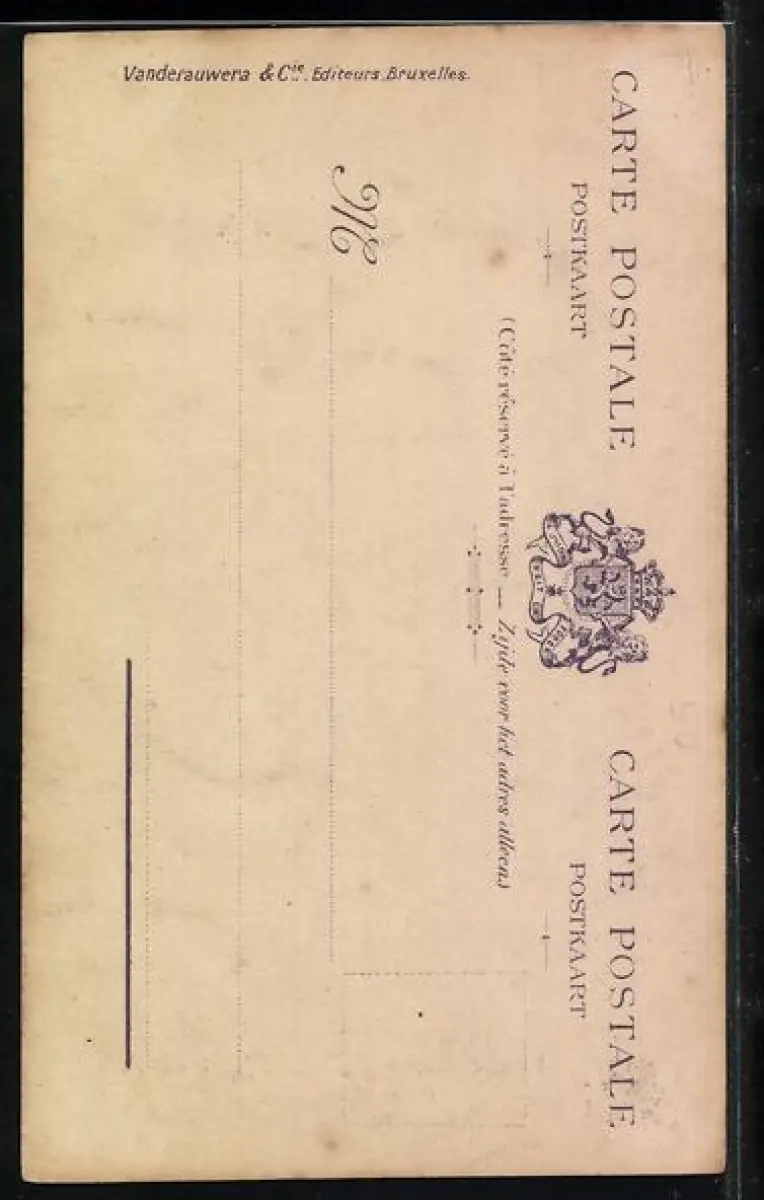 CARTE POSTALE CARTE POSTALE
POSTKAART POSTKAART
(Côté réservé à l'adresse — Zijde voor het adres alleen)
M
Vanderauwera & Cie. Editeurs Bruxelles.